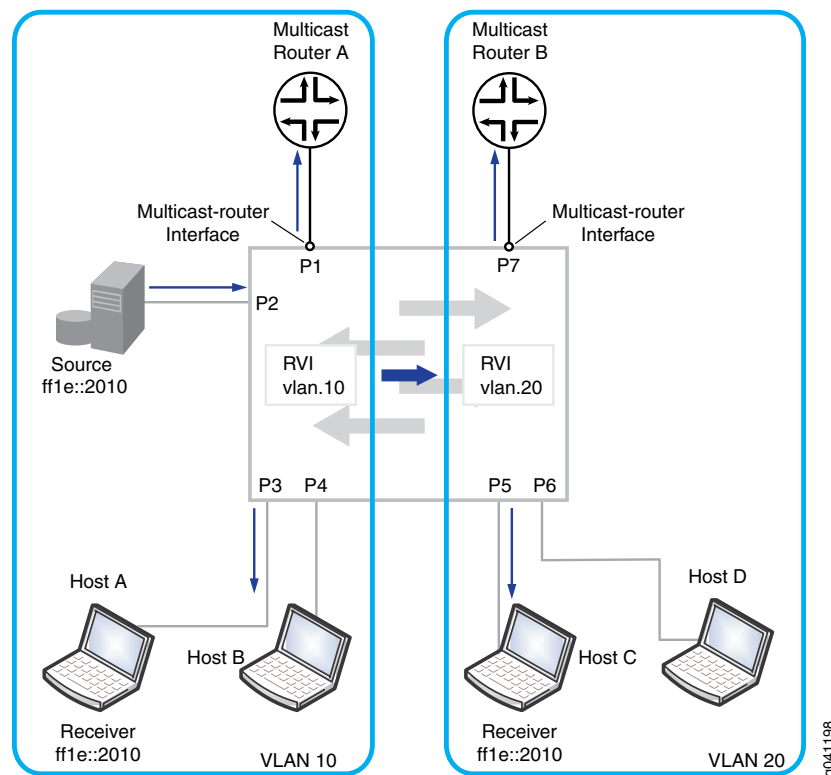 Multicast
Router A
Multicast
Router B
Multicast-router
Interface
Multicast-router
Interface
P1
P7
P2
Source
ff1e::2010
RVI
vlan.10
RVI
vlan.20
P3
P4
P5
P6
Host A
Host B
Host C
Host D
Receiver
ff1e::2010
VLAN 10
Receiver
ff1e::2010
VLAN 20
g041198